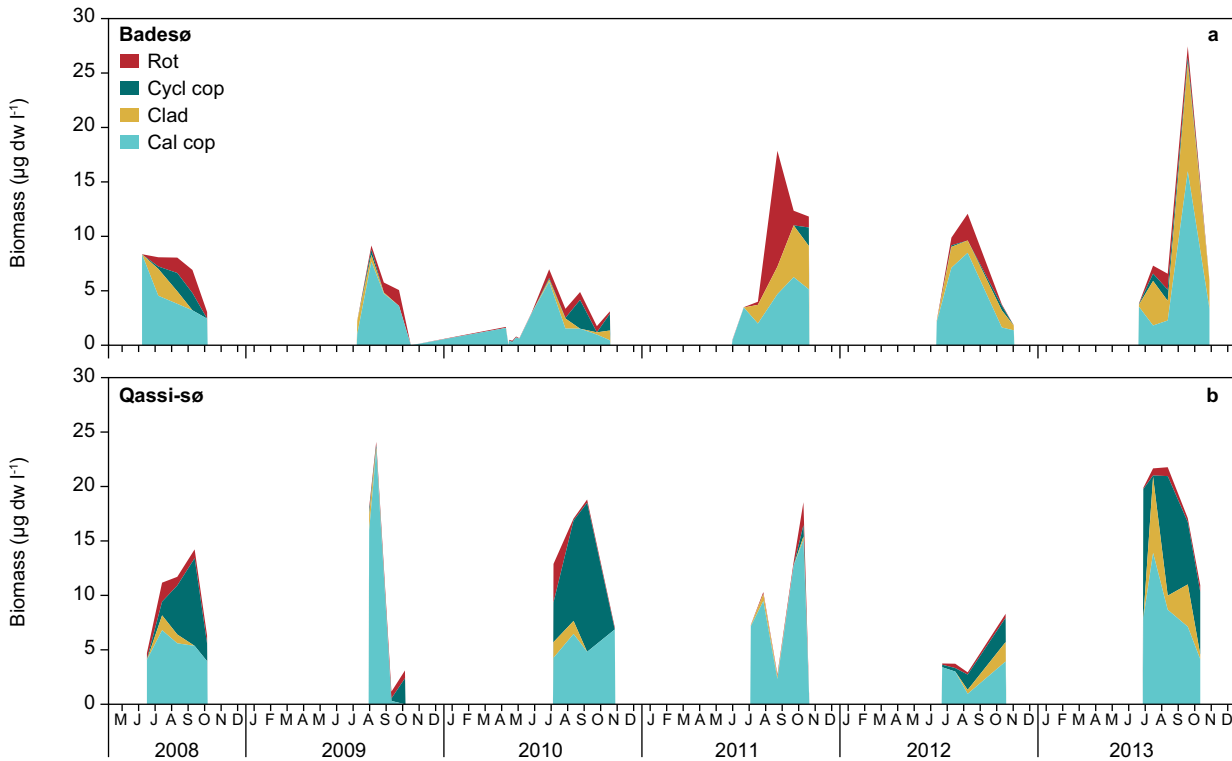 Biomass (µg dw l-1)
30
25
20
15
10
5
0
Badesø
a
Rot
Cycl cop
Clad
Cal cop
Biomass (µg dw l-1)
30
25
20
15
10
5
0
Qassi-sø
b
M J J A S O N D J F M A M J J A S O N D J F M A M J J A S O N D J F M A M J J A S O N D J F M A M J J A S O N D J F M A M J J A S O N D
2008 2009 2010 2011 2012 2013